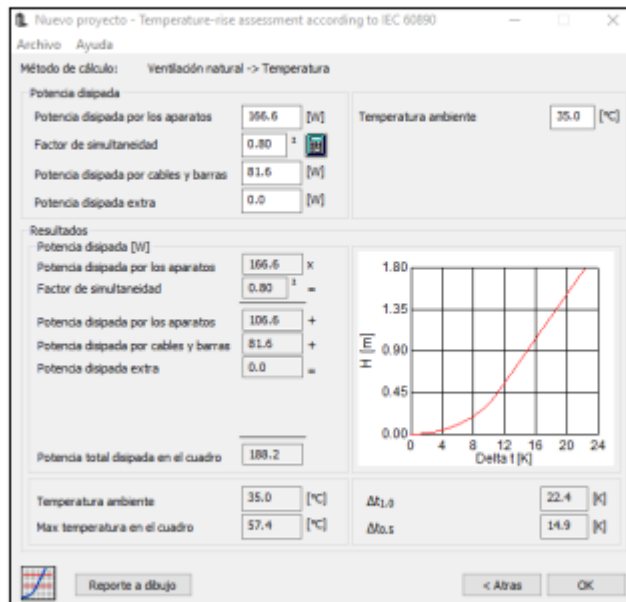 Nuevo proyecto - Temperature-rise assessment according to IEC 60890
Archivo Ayuda
Método de cálculo: Ventilación natural -> Temperatura
Potencia disipada
Potencia disipada por los aparatos 166.6 [W] Temperatura ambiente 35.0 [°C]
Factor de simultaneidad 0.80 ²
Potencia disipada por cables y barras 81.6 [W]
Potencia disipada extra 0.0 [W]
Resultados
Potencia disipada [W]
Potencia disipada por los aparatos 166.6 x
Factor de simultaneidad 0.80 ² =
Potencia disipada por los aparatos 106.6 +
Potencia disipada por cables y barras 81.6 +
Potencia disipada extra 0.0 =
Potencia total disipada en el cuadro 188.2
1.80
1.35
0.90
0.45
0.00
H [m]
0 4 8 12 16 20 24
Delta t [K]
Temperatura ambiente 35.0 [°C] Δt1.0 22.4 [K]
Max temperatura en el cuadro 57.4 [°C] Δt0.5 14.9 [K]
Reporte a dibujo < Atras OK